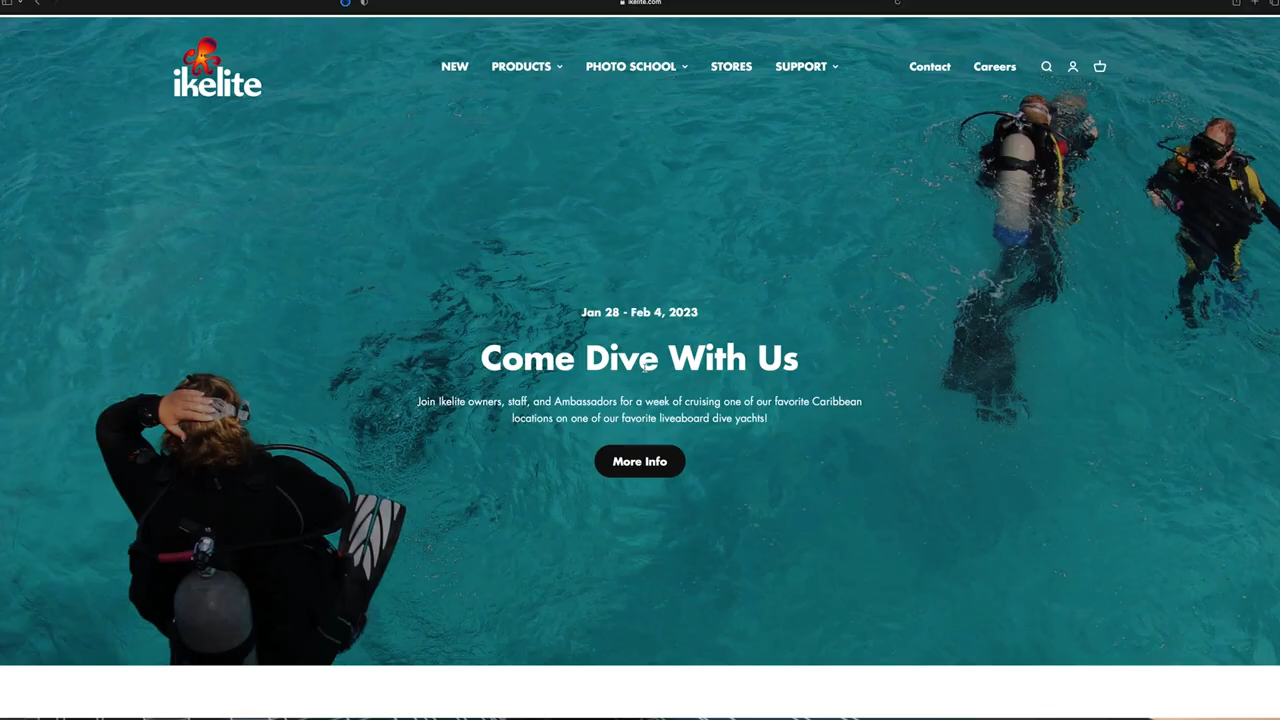 ikelite.com
ikelite
NEW PRODUCTS PHOTO SCHOOL STORES SUPPORT Contact Careers
Jan 28 - Feb 4, 2023
Come Dive With Us
Join Ikelite owners, staff, and Ambassadors for a week of cruising one of our favorite Caribbean
locations on one of our favorite liveaboard dive yachts!
More Info